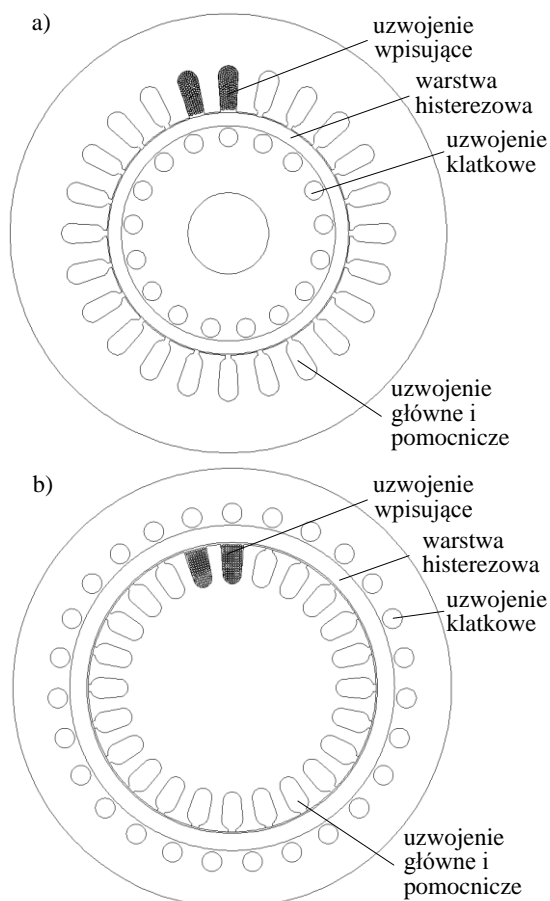 a)
uzwojenie
wpisujące
warstwa
histerezowa
uzwojenie
klatkowe
uzwojenie
główne i
pomocnicze
b)
uzwojenie
wpisujące
warstwa
histerezowa
uzwojenie
klatkowe
uzwojenie
główne i
pomocnicze